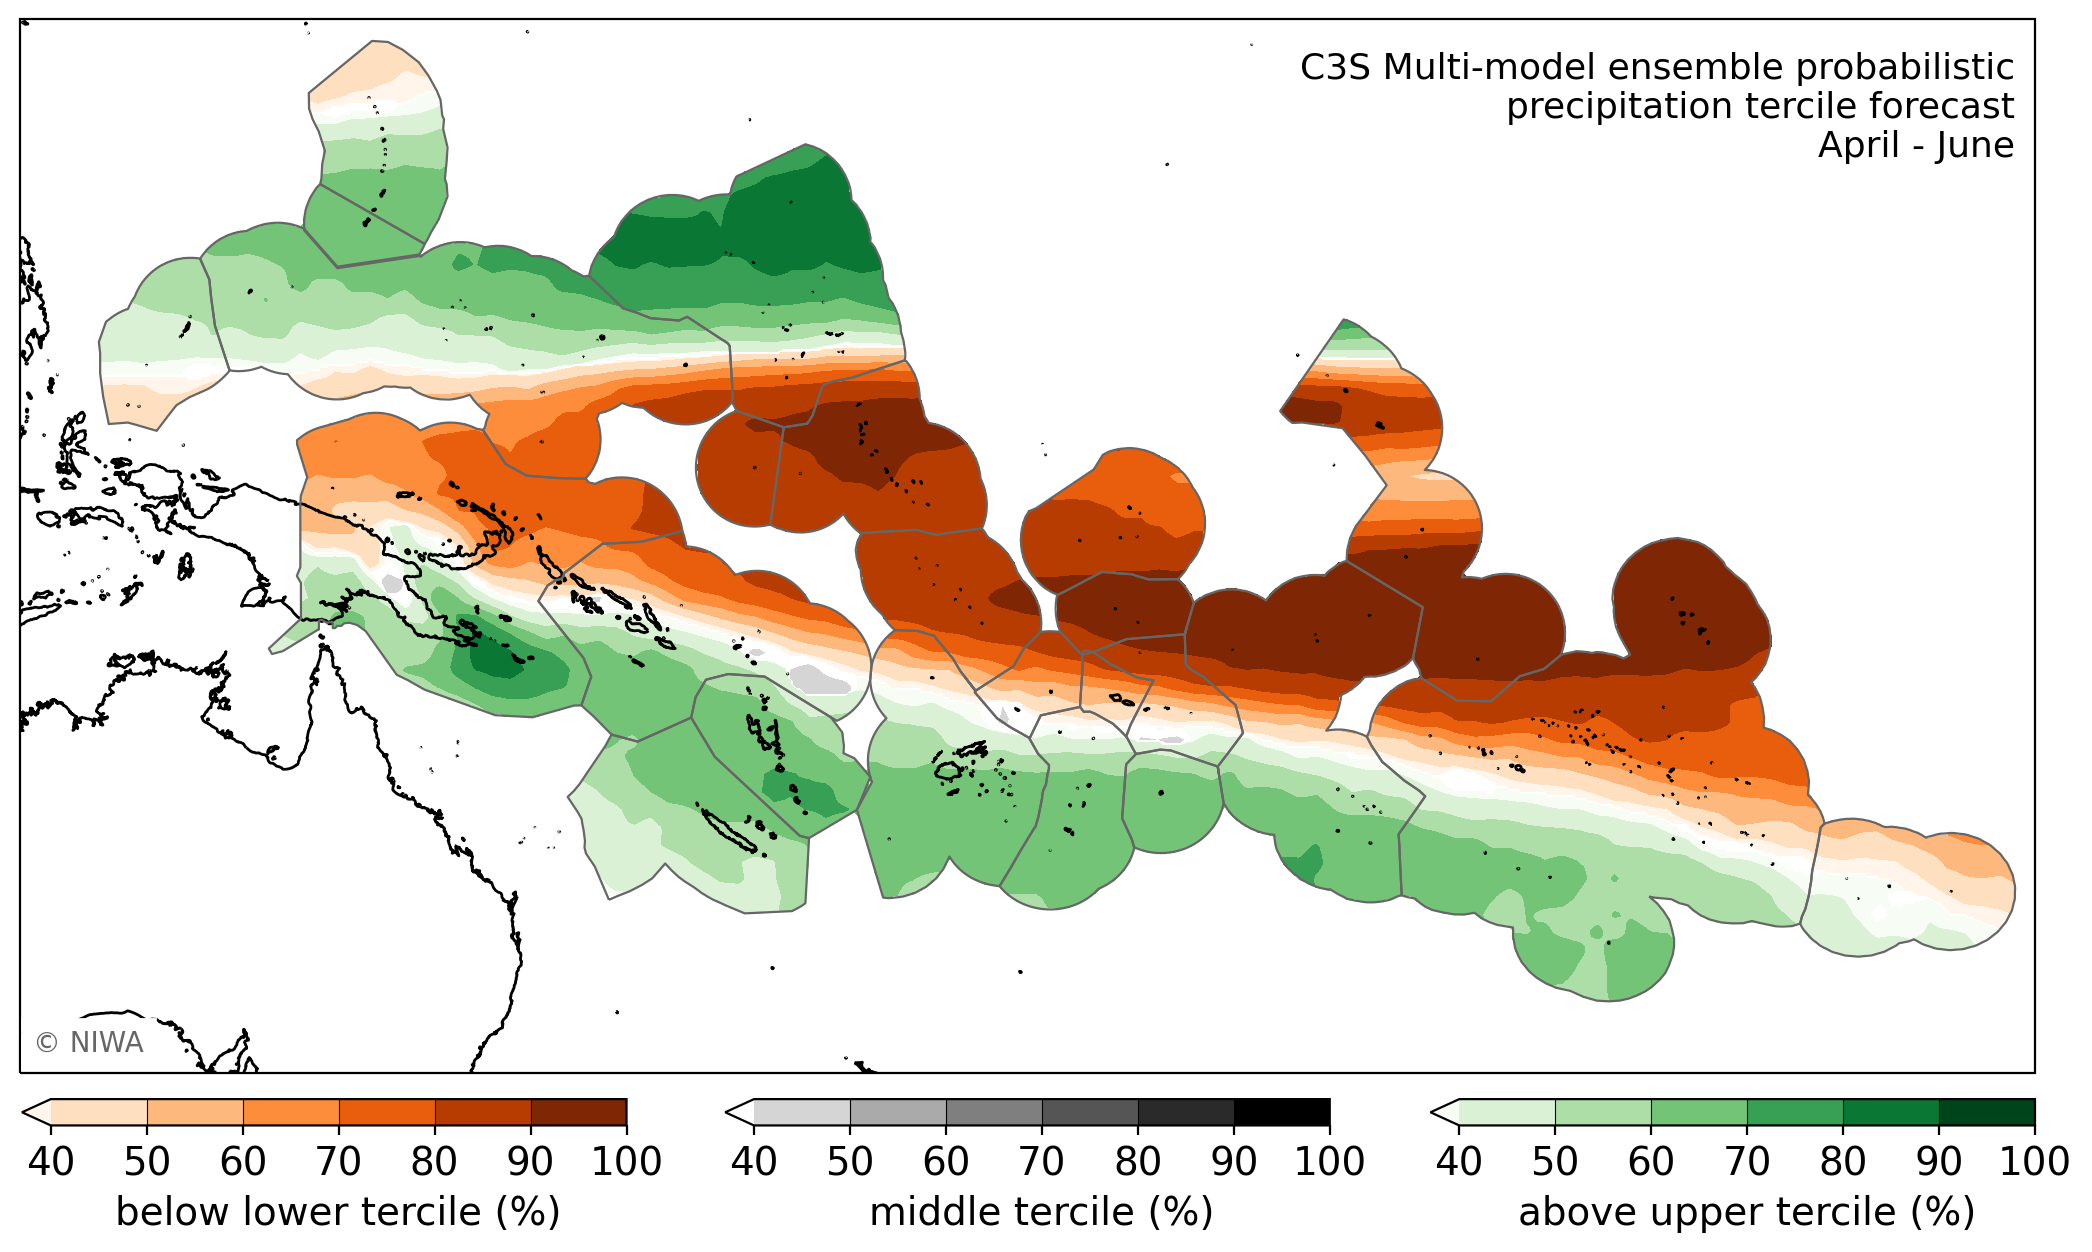 C3S Multi-model ensemble probabilistic
precipitation tercile forecast
April - June
© NIWA
40 50 60 70 80 90 100
below lower tercile (%)
40 50 60 70 80 90 100
middle tercile (%)
40 50 60 70 80 90 100
above upper tercile (%)